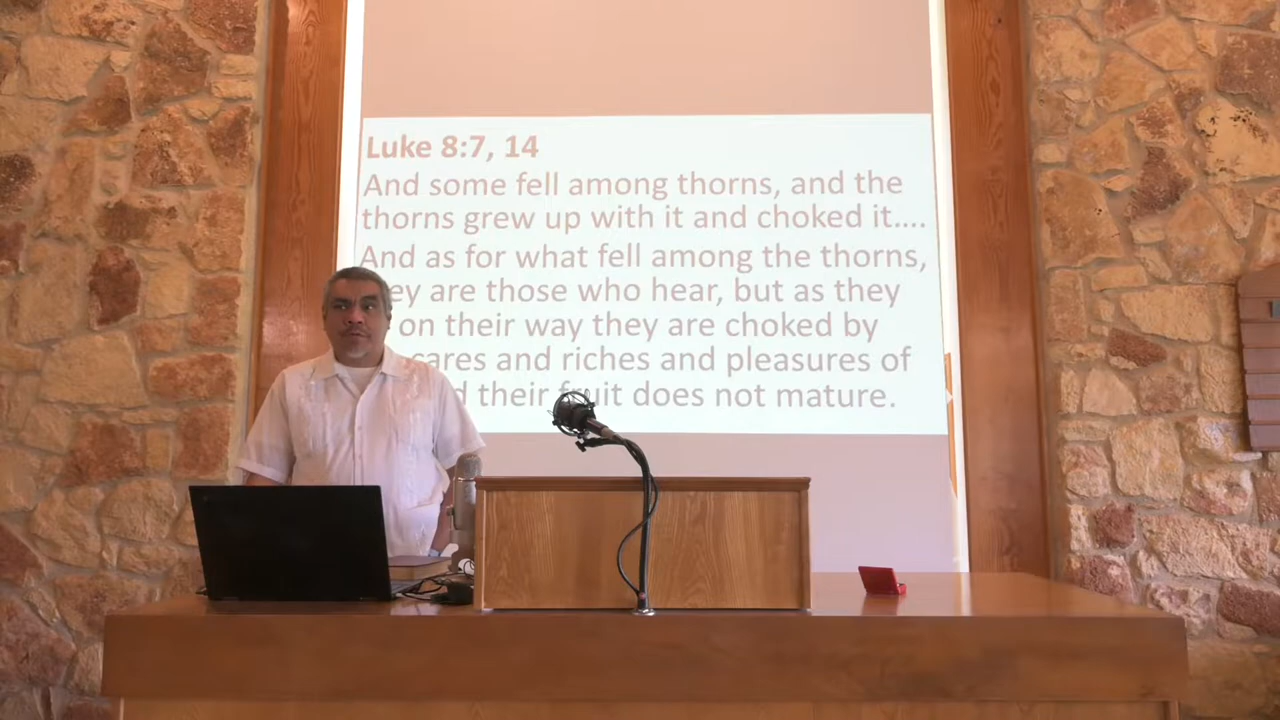 Luke 8:7, 14
And some fell among thorns, and the
thorns grew up with it and choked it....
And as for what fell among the thorns,
ey are those who hear, but as they
on their way they are choked by
cares and riches and pleasures of
d their fruit does not mature.